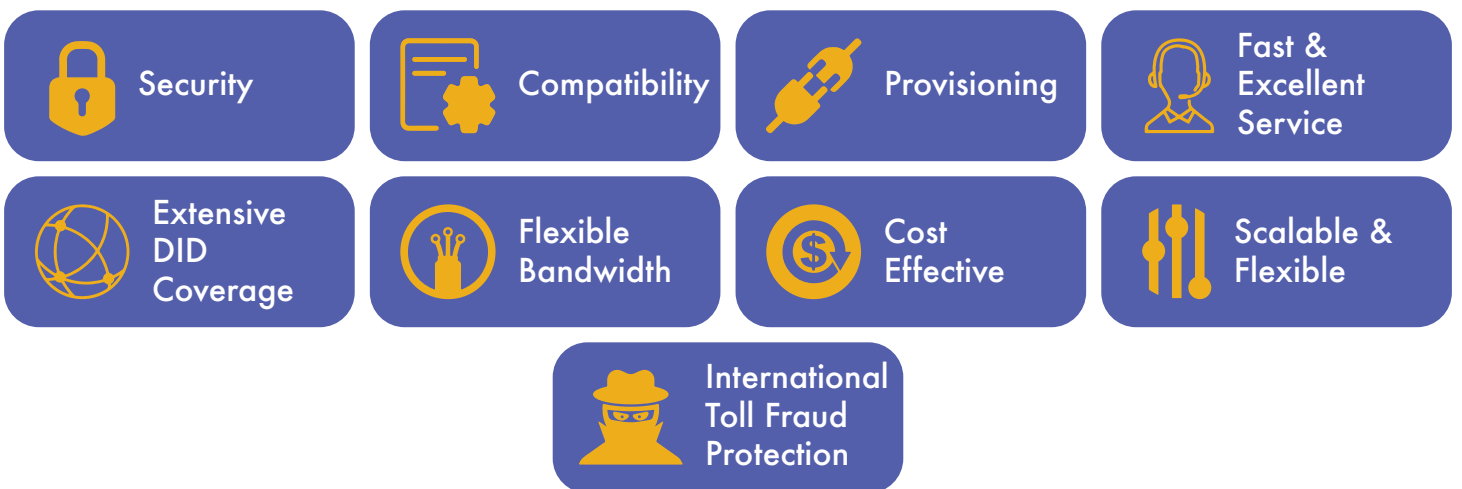 Security
Compatibility
Provisioning
Fast &
Excellent
Service
Extensive
DID
Coverage
Flexible
Bandwidth
$
Cost
Effective
Scalable &
Flexible
International
Toll Fraud
Protection